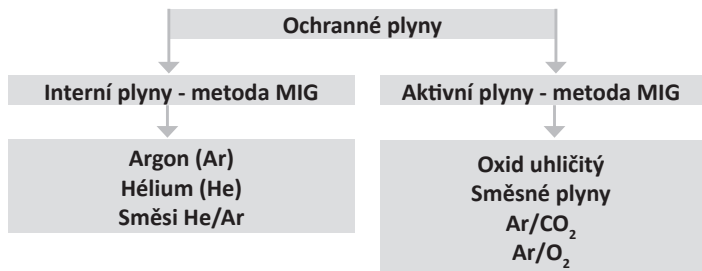 Ochranné plyny
Interní plyny - metoda MIG
Argon (Ar)
Hélium (He)
Směsi He/Ar
Aktivní plyny - metoda MIG
Oxid uhličitý
Směsné plyny
Ar/CO₂
Ar/O₂